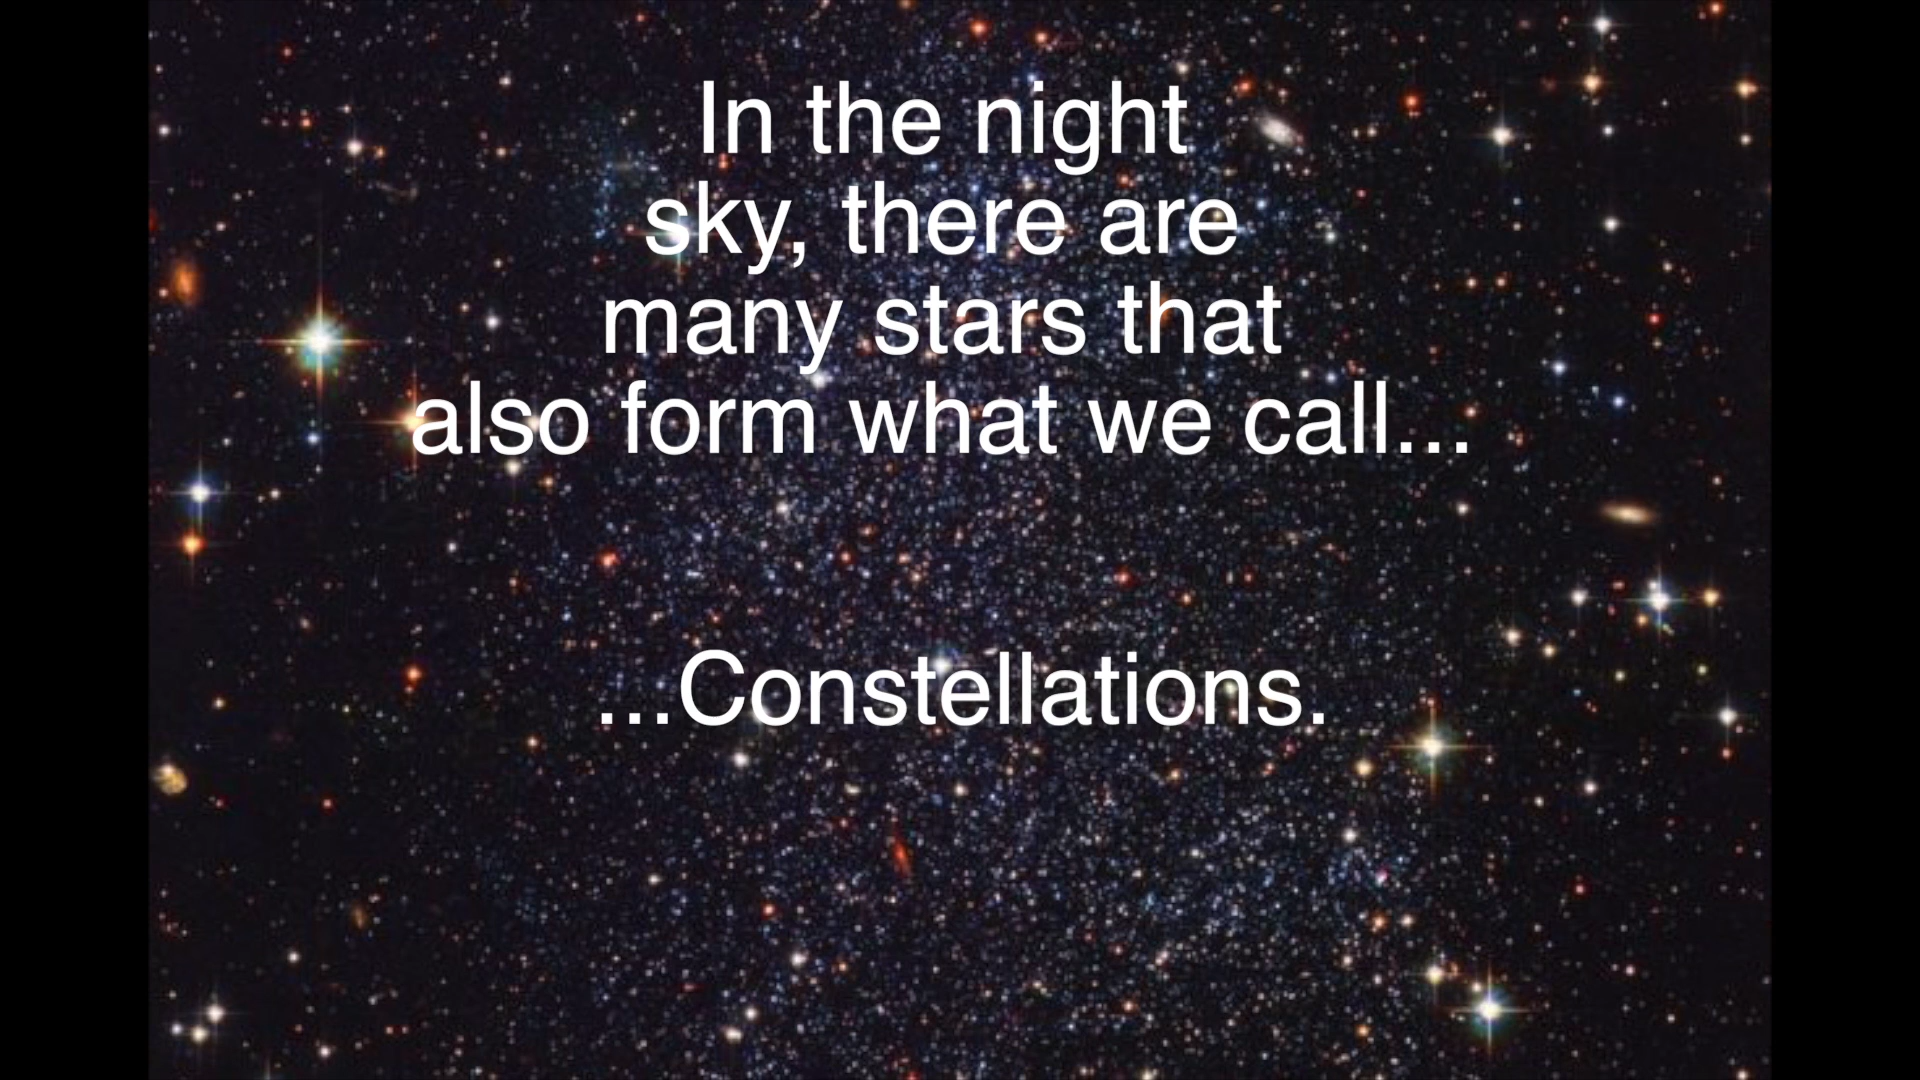 In the night
sky, there are
many stars that
also form what we call...
...Constellations.